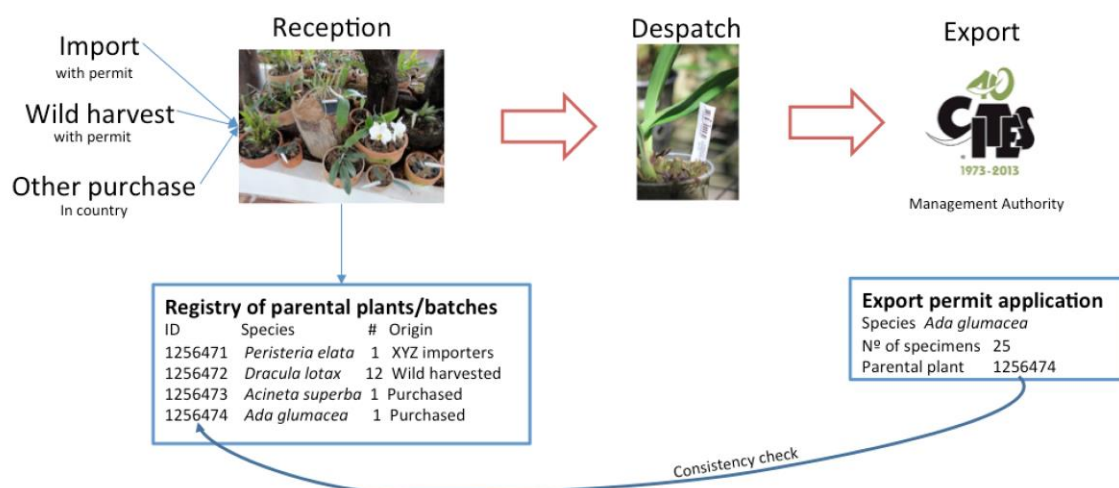 Reception
Despatch
Export
Import
with permit
Wild harvest
with permit
Other purchase
In country
CITES
1973-2013
Management Authority
Registry of parental plants/batches
ID Species # Origin
1256471 Peristeria elata 1 XYZ importers
1256472 Dracula lotax 12 Wild harvested
1256473 Acineta superba 1 Purchased
1256474 Ada glumacea 1 Purchased
Export permit application
Species Ada glumacea
Nº of specimens 25
Parental plant 1256474
Consistency check